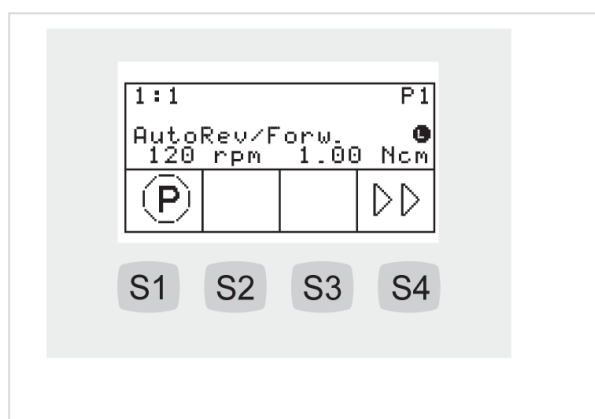 1:1 P1
AutoRev/Forw. L
120 rpm 1.00 Ncm
P
S1 S2 S3 S4